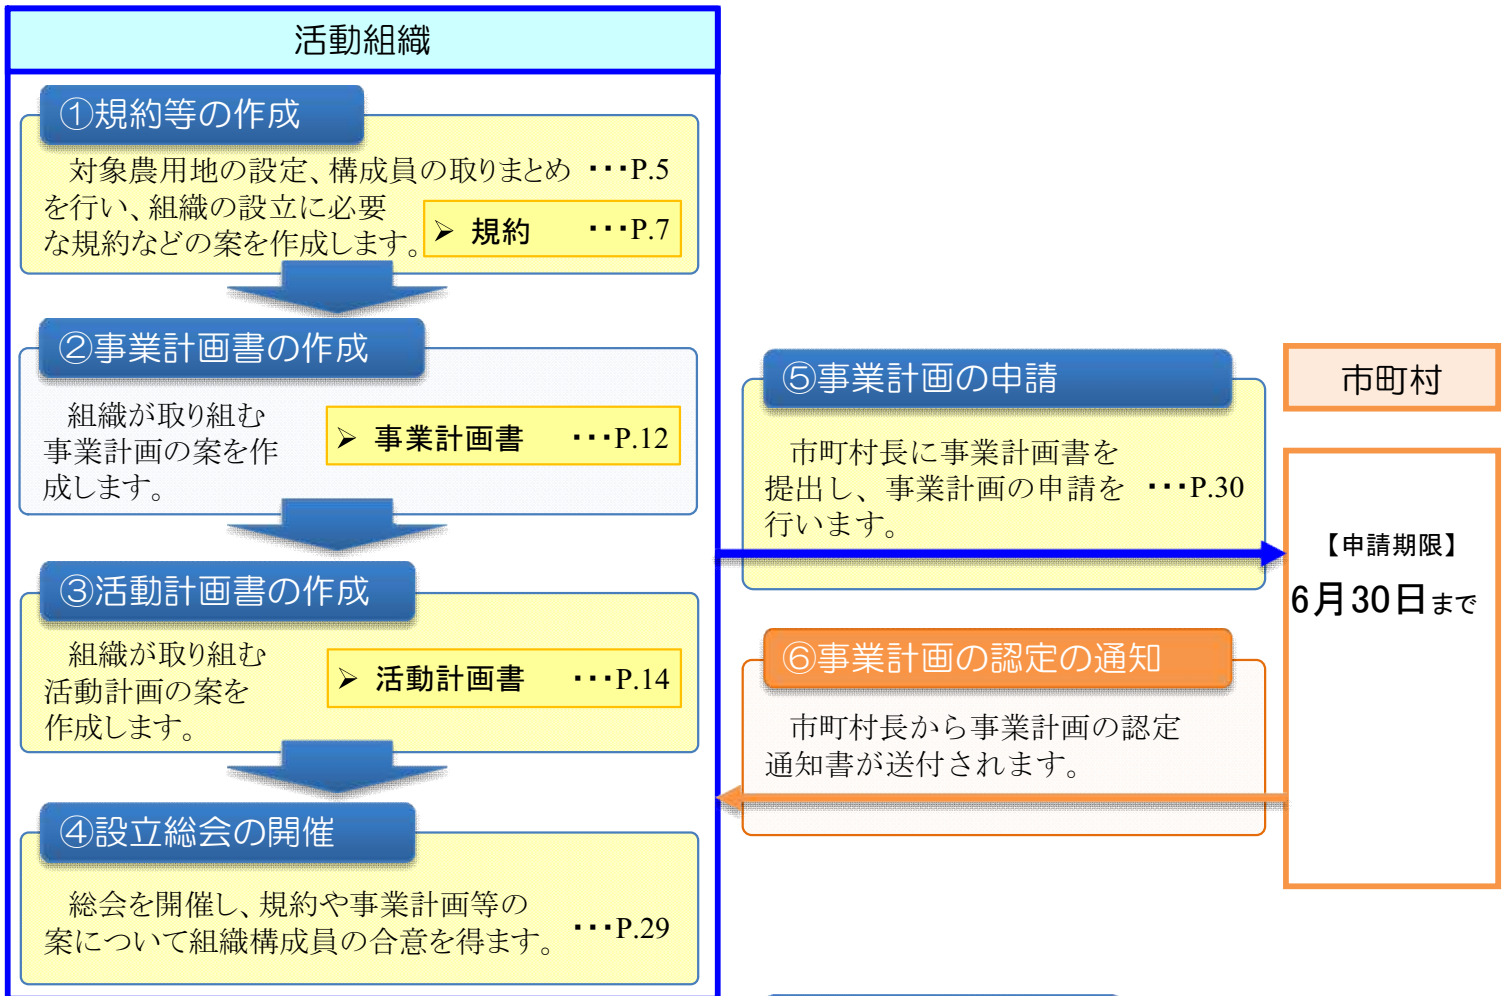 活動組織
①規約等の作成
対象農用地の設定、構成員の取りまとめ ・・・P.5
を行い、組織の設立に必要
な規約などの案を作成します。
➢ 規約 ・・・P.7
②事業計画書の作成
組織が取り組む
事業計画の案を作
成します。
➢ 事業計画書 ・・・P.12
③活動計画書の作成
組織が取り組む
活動計画の案を
作成します。
➢ 活動計画書 ・・・P.14
④設立総会の開催
総会を開催し、規約や事業計画等の
案について組織構成員の合意を得ます。 ・・・P.29
⑤事業計画の申請
市町村長に事業計画書を
提出し、事業計画の申請を ・・・P.30
行います。
⑥事業計画の認定の通知
市町村長から事業計画の認定
通知書が送付されます。
市町村
【申請期限】
6月30日まで